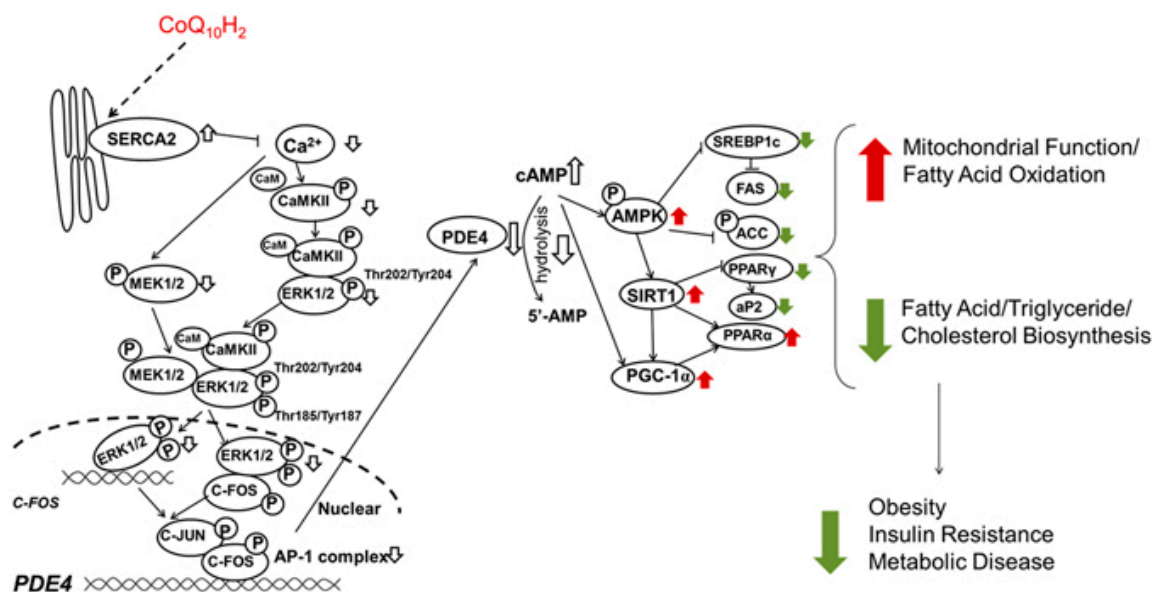 CoQ10H2
SERCA2
Ca2+
CaM
P
CaMKII
CaM
P
CaMKII
Thr202/Tyr204
ERK1/2
P
P
MEK1/2
P
CaM
CaMKII
P
MEK1/2
Thr202/Tyr204
ERK1/2
P
P
Thr185/Tyr187
ERK1/2
P
P
ERK1/2
P
P
C-FOS
C-FOS
P
Nuclear
C-JUN
P
P
C-FOS
AP-1 complex
PDE4
PDE4
cAMP
hydrolysis
5'-AMP
P
AMPK
SIRT1
PGC-1α
SREBP1c
FAS
P
ACC
PPARγ
aP2
PPARα
Mitochondrial Function/
Fatty Acid Oxidation
Fatty Acid/Triglyceride/
Cholesterol Biosynthesis
Obesity
Insulin Resistance
Metabolic Disease